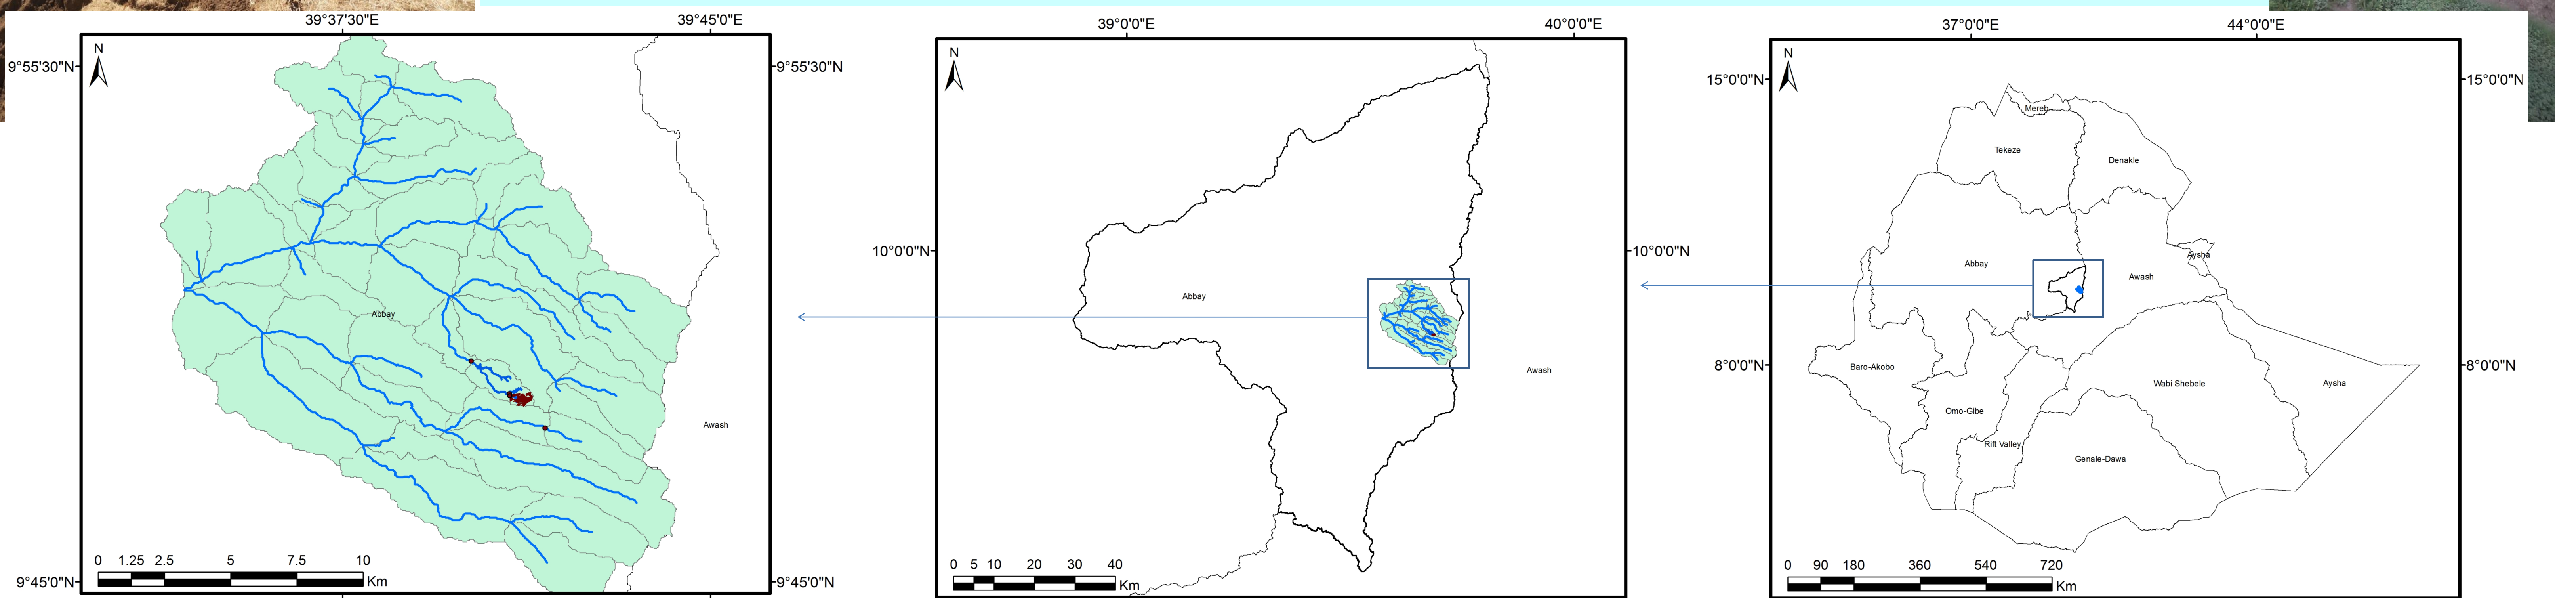 39°37'30"E
39°45'0"E
N
9°55'30"N
9°55'30"N
Abbay
Awash
0 1.25 2.5 5 7.5 10
Km
9°45'0"N
9°45'0"N
39°0'0"E
40°0'0"E
N
10°0'0"N
10°0'0"N
Abbay
Awash
0 5 10 20 30 40
Km
37°0'0"E
44°0'0"E
N
15°0'0"N
15°0'0"N
Mereb
Tekeze
Denakle
Abbay
Aysha
Awash
8°0'0"N
8°0'0"N
Baro-Akobo
Wabi Shebele
Aysha
Omo-Gibe
Rift Valley
Genale-Dawa
0 90 180 360 540 720
Km